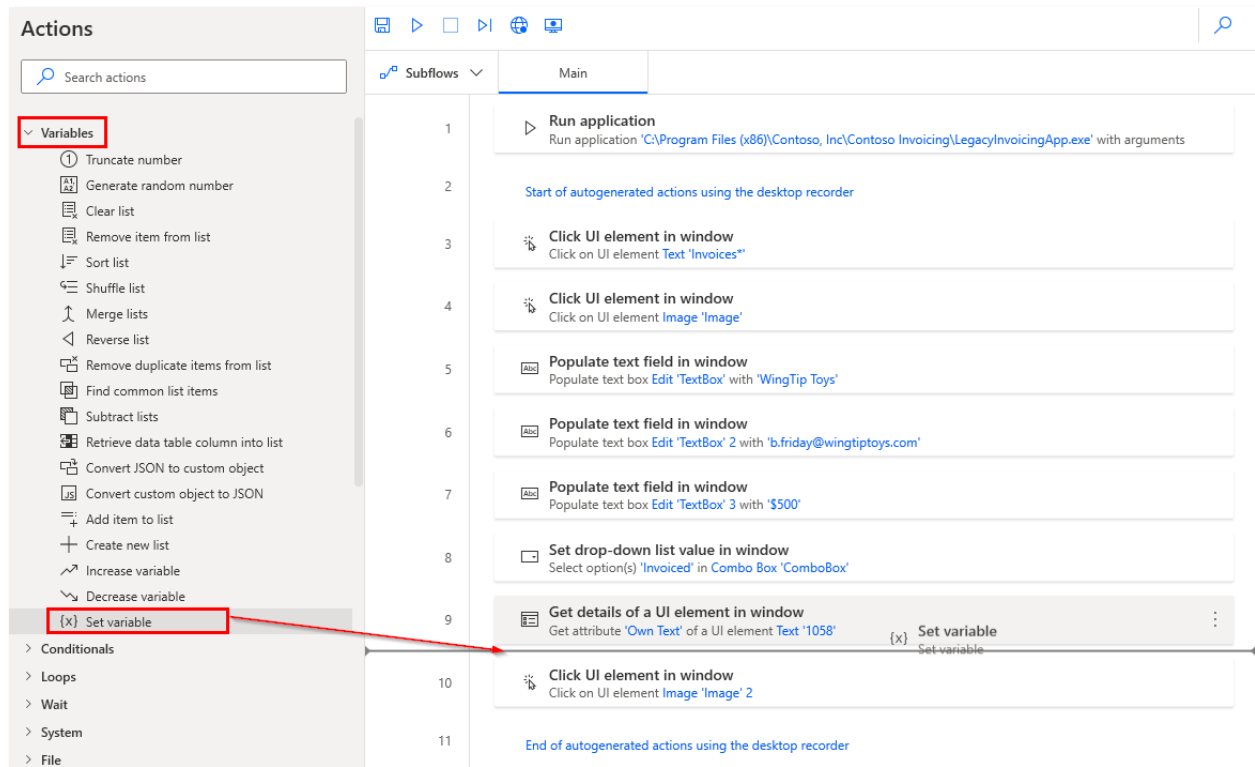 Actions
Search actions
Variables
Truncate number
Generate random number
Clear list
Remove item from list
Sort list
Shuffle list
Merge lists
Reverse list
Remove duplicate items from list
Find common list items
Subtract lists
Retrieve data table column into list
Convert JSON to custom object
Convert custom object to JSON
Add item to list
Create new list
Increase variable
Decrease variable
{x} Set variable
Conditionals
Loops
Wait
System
File
Subflows
Main
1
Run application
Run application 'C:\Program Files (x86)\Contoso, Inc\Contoso Invoicing\LegacyInvoicingApp.exe' with arguments
2
Start of autogenerated actions using the desktop recorder
3
Click UI element in window
Click on UI element Text 'Invoices*'
4
Click UI element in window
Click on UI element Image 'Image'
5
Abc
Populate text field in window
Populate text box Edit 'TextBox' with 'WingTip Toys'
6
Abc
Populate text field in window
Populate text box Edit 'TextBox' 2 with 'b.friday@wingtiptoys.com'
7
Abc
Populate text field in window
Populate text box Edit 'TextBox' 3 with '$500'
8
Set drop-down list value in window
Select option(s) 'Invoiced' in Combo Box 'ComboBox'
9
Get details of a UI element in window
Get attribute 'Own Text' of a UI element Text '1058'
{x} Set variable
Set variable
10
Click UI element in window
Click on UI element Image 'Image' 2
11
End of autogenerated actions using the desktop recorder